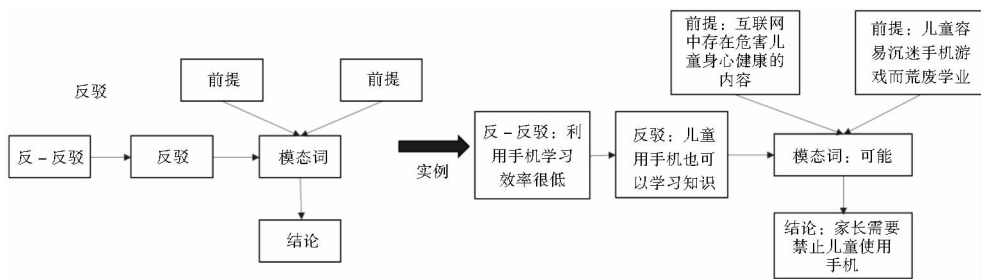 反驳
前提
前提
反－反驳
反驳
模态词
结论
实例
前提：互联网
中存在危害儿
童身心健康的
内容
前提：儿童容
易沉迷手机游
戏而荒废学业
反－反驳：利
用手机学习
效率很低
反驳：儿童
用手机也可
以学习知识
模态词：可能
结论：家长需要
禁止儿童使用
手机